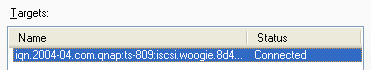 Targets:
Name Status
iqn.2004-04.com.qnap:ts-809:iscsi.woogie.8d4... Connected